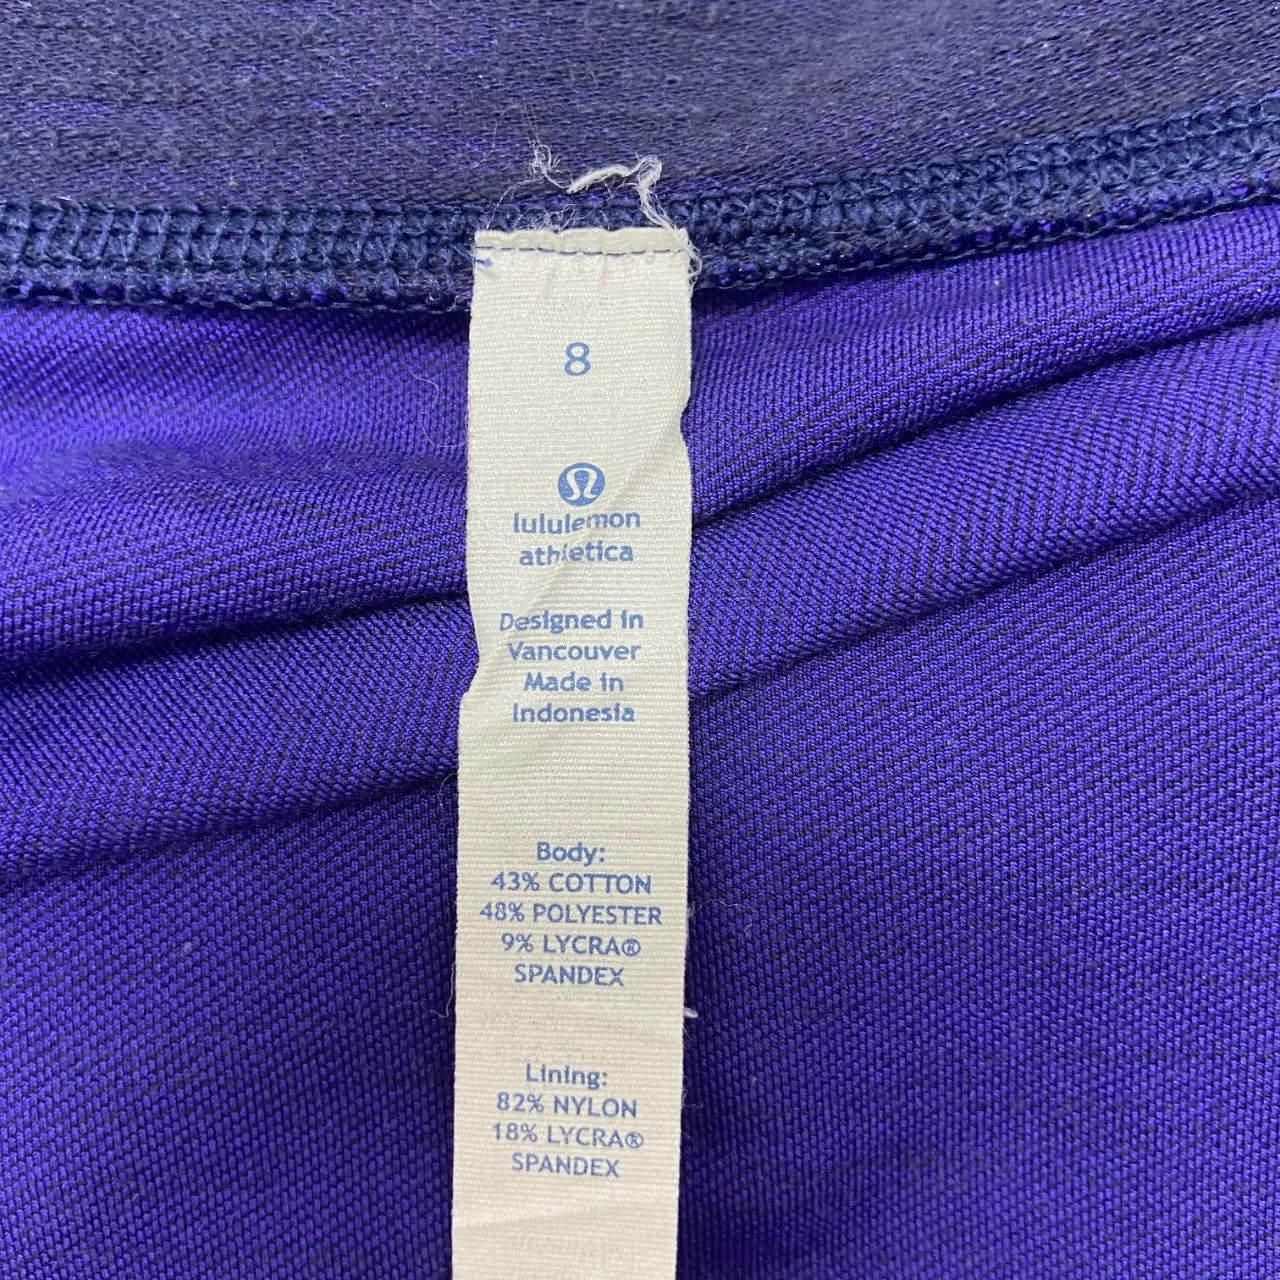 8
lululemon
athletica
Designed in
Vancouver
Made in
Indonesia
Body:
43% COTTON
48% POLYESTER
9% LYCRA®
SPANDEX
Lining:
82% NYLON
18% LYCRA®
SPANDEX